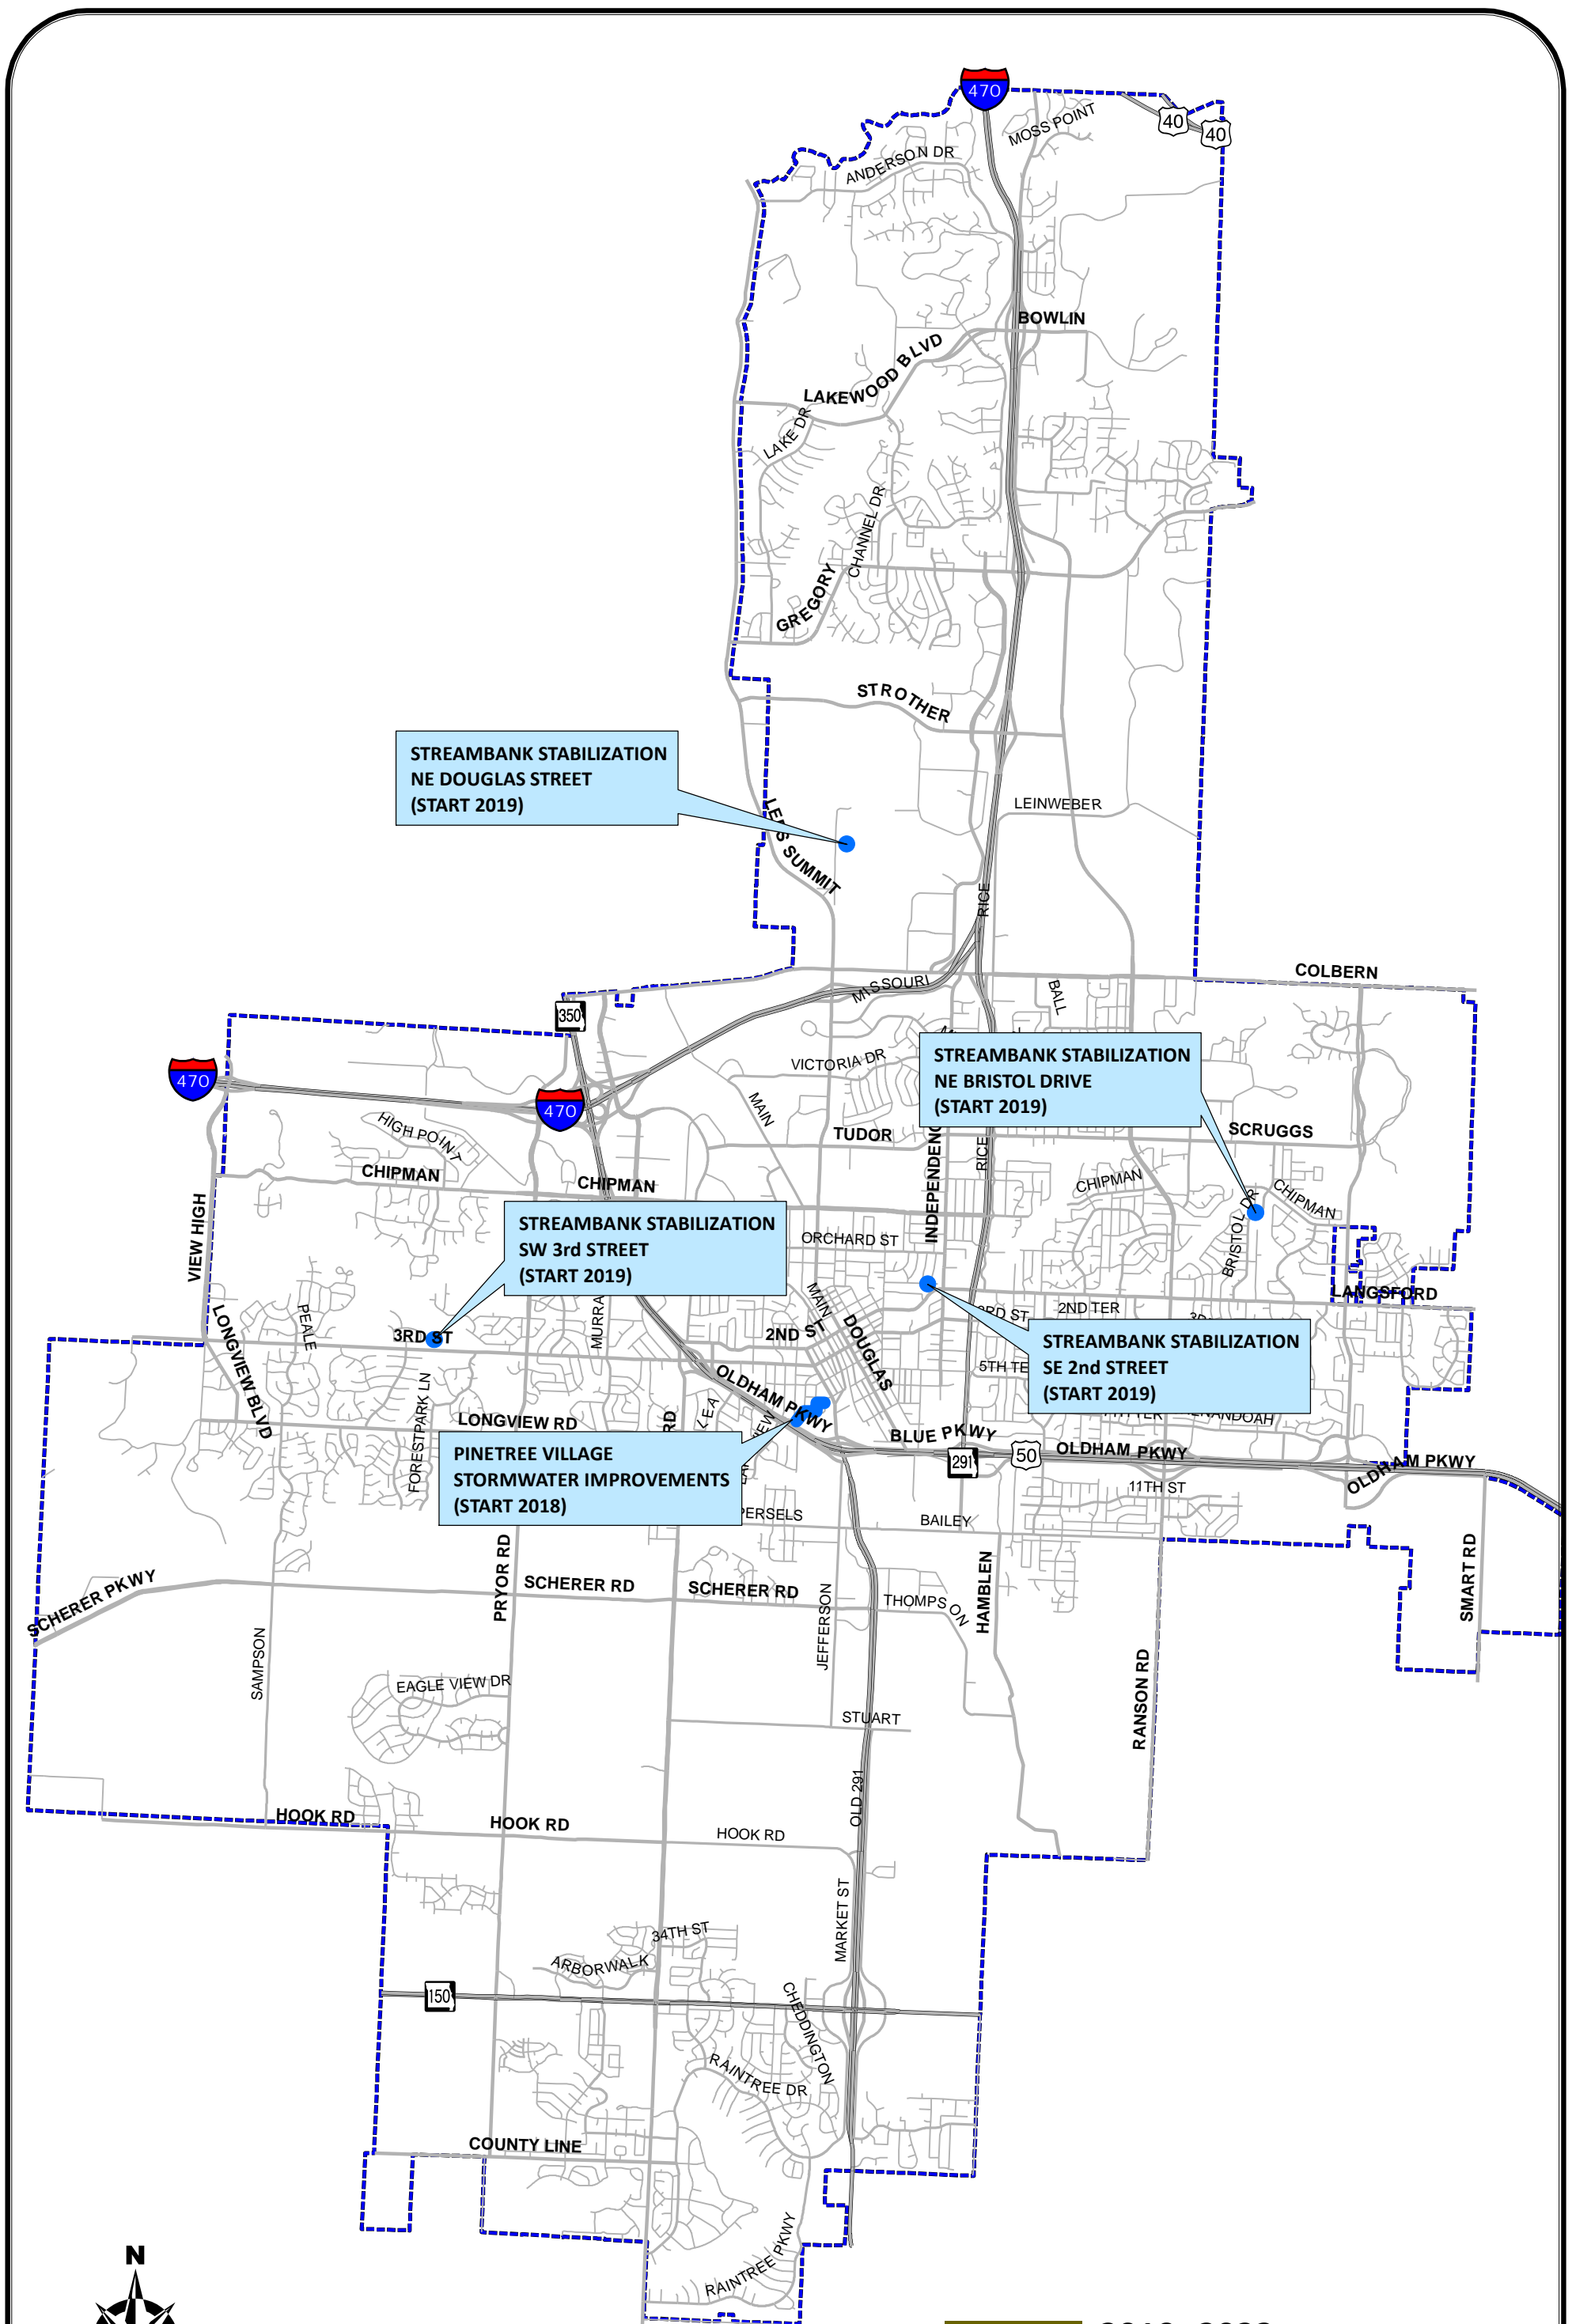 470
MOSS POINT
40
40
ANDERSON DR
BOWLIN
LAKEWOOD BLVD
LAKE DR
CHANNEL DR
GREGORY
STROTHER
STREAMBANK STABILIZATION
NE DOUGLAS STREET
(START 2019)
LEINWEBER
LEES SUMMIT
RICE
COLBERN
MISSOURI
BALL
350
470
470
VICTORIA DR
MAIN
STREAMBANK STABILIZATION
NE BRISTOL DRIVE
(START 2019)
HIGH POINT
TUDOR
SCRUGGS
RICE
CHIPMAN
CHIPMAN
CHIPMAN
CHIPMAN
VIEW HIGH
STREAMBANK STABILIZATION
SW 3rd STREET
(START 2019)
ORCHARD ST
BRISTOL DR
MAIN
LANGSFORD
3RD ST
2ND TER
LONGVIEW BLVD
PEALE
3RD ST
2ND ST
DOUGLAS
STREAMBANK STABILIZATION
SE 2nd STREET
(START 2019)
OLDHAM PKWY
FORESTPARK LN
LONGVIEW RD
RD
BLUE PKWY
291
50
OLDHAM PKWY
OLDHAM PKWY
PINETREE VILLAGE
STORMWATER IMPROVEMENTS
(START 2018)
11TH ST
BAILEY
PRYOR RD
SCHERER PKWY
SCHERER RD
SCHERER RD
JEFFERSON
THOMPSON
HAMBLEN
SMART RD
SAMPSON
EAGLE VIEW DR
RANSON RD
STUART
OLD 291
HOOK RD
HOOK RD
HOOK RD
MARKET ST
34TH ST
ARBORWALK
150
CHEDDINGTON
RAINTREE DR
COUNTY LINE
RAINTREE PKWY
N